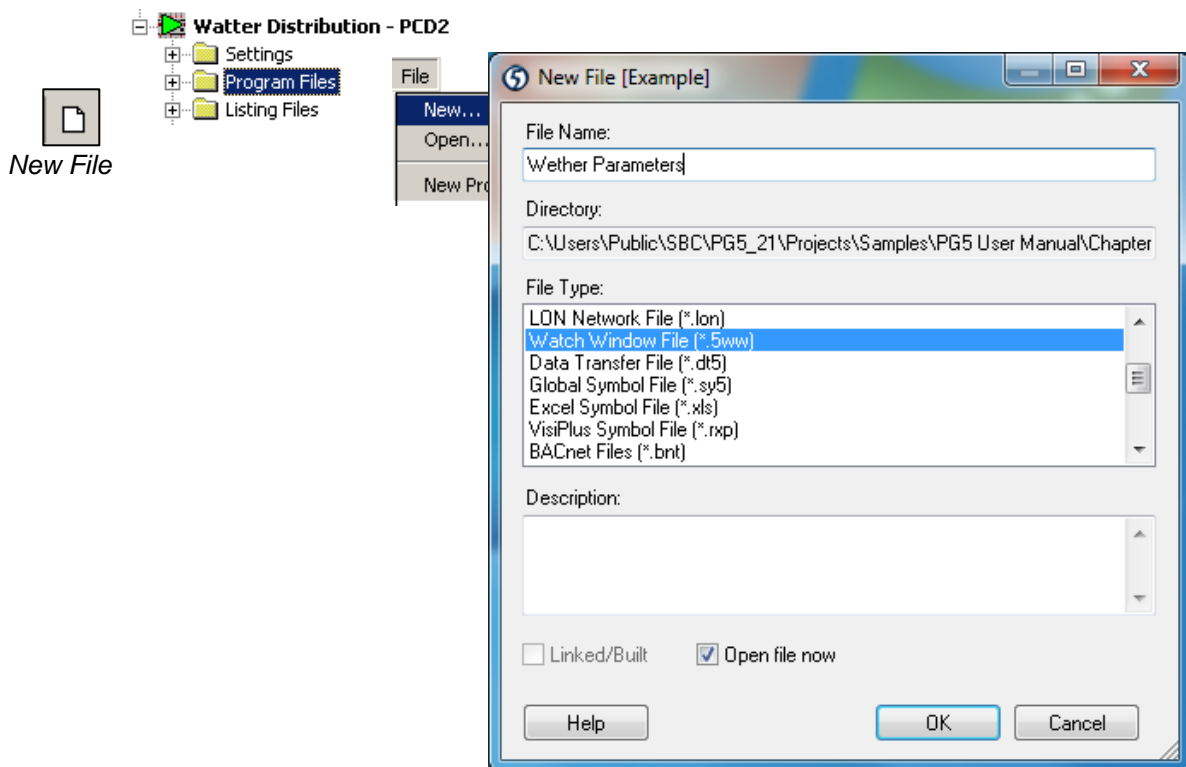 Watter Distribution - PCD2
Settings
Program Files
Listing Files
New File
File
New...
Open...
New Pro
New File [Example]
File Name:
Wether Parameters
Directory:
C:\Users\Public\SBC\PG5_21\Projects\Samples\PG5 User Manual\Chapter
File Type:
LON Network File (*.lon)
Watch Window File (*.5ww)
Data Transfer File (*.dt5)
Global Symbol File (*.sy5)
Excel Symbol File (*.xls)
VisiPlus Symbol File (*.rxp)
BACnet Files (*.bnt)
Description:
Linked/Built
Open file now
Help
OK
Cancel